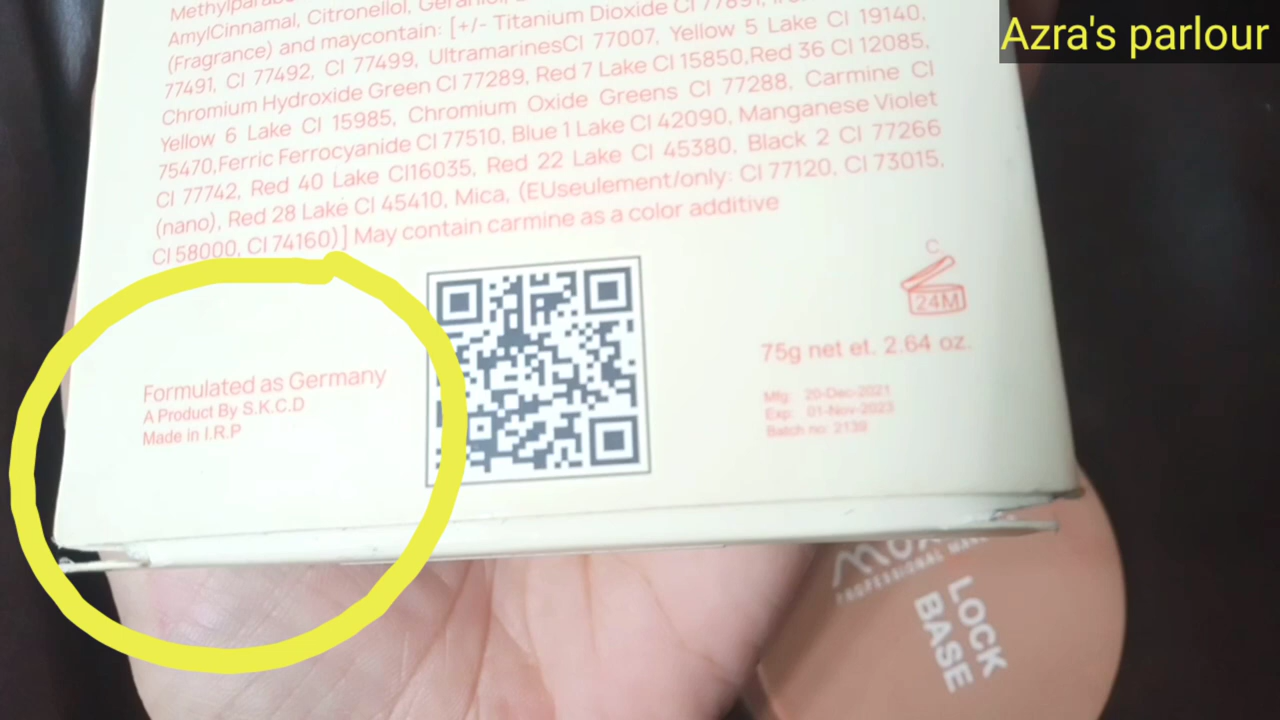 Azra's parlour
AmylCinnamal, Citronellol,
(Fragrance) and maycontain: [+/- Titanium Dioxide CI 77891,
77491, CI 77492, CI 77499, UltramarinesCI 77007, Yellow 5 Lake CI 19140,
Chromium Hydroxide Green CI 77289, Red 7 Lake CI 15850,Red 36 CI 12085,
Yellow 6 Lake CI 15985, Chromium Oxide Greens CI 77288, Carmine CI
75470,Ferric Ferrocyanide CI 77510, Blue 1 Lake CI 42090, Manganese Violet
CI 77742, Red 40 Lake CI16035, Red 22 Lake CI 45380, Black 2 CI 77266
(nano), Red 28 Lake CI 45410, Mica, (EUseulement/only: CI 77120, CI 73015,
CI 58000, CI 74160)] May contain carmine as a color additive
C.
24M
Formulated as Germany
A Product By S.K.C.D
Made in I.R.P
75g net et. 2.64 oz.
Mfg: 20-Dec-2021
Exp: 01-Nov-2023
Batch no: 2139
PROFESSIONAL
LOCK
BASE